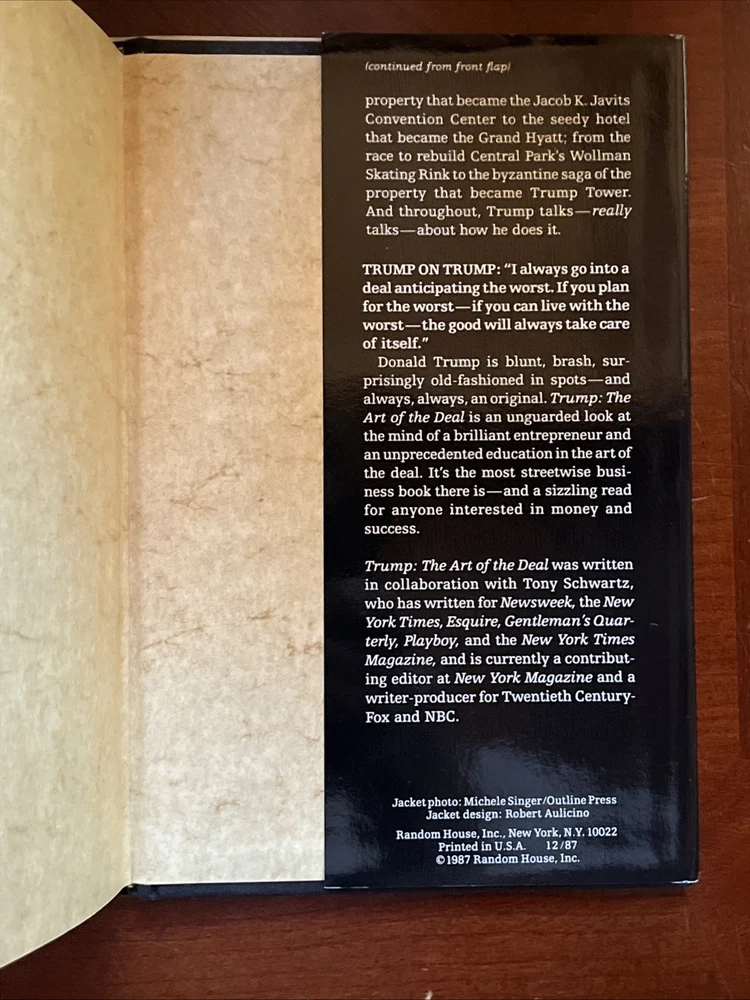 (continued from front flap)
property that became the Jacob K. Javits
Convention Center to the seedy hotel
that became the Grand Hyatt; from the
race to rebuild Central Park's Wollman
Skating Rink to the byzantine saga of the
property that became Trump Tower.
And throughout, Trump talks—really
talks—about how he does it.
TRUMP ON TRUMP: “I always go into a
deal anticipating the worst. If you plan
for the worst—if you can live with the
worst—the good will always take care
of itself.”
Donald Trump is blunt, brash, sur-
prisingly old-fashioned in spots—and
always, always, an original. Trump: The
Art of the Deal is an unguarded look at
the mind of a brilliant entrepreneur and
an unprecedented education in the art of
the deal. It's the most streetwise busi-
ness book there is—and a sizzling read
for anyone interested in money and
success.
Trump: The Art of the Deal was written
in collaboration with Tony Schwartz,
who has written for Newsweek, the New
York Times, Esquire, Gentleman's Quar-
terly, Playboy, and the New York Times
Magazine, and is currently a contribut-
ing editor at New York Magazine and a
writer-producer for Twentieth Century-
Fox and NBC.
Jacket photo: Michele Singer/Outline Press
Jacket design: Robert Aulicino
Random House, Inc., New York, N.Y. 10022
Printed in U.S.A. 12/87
©1987 Random House, Inc.